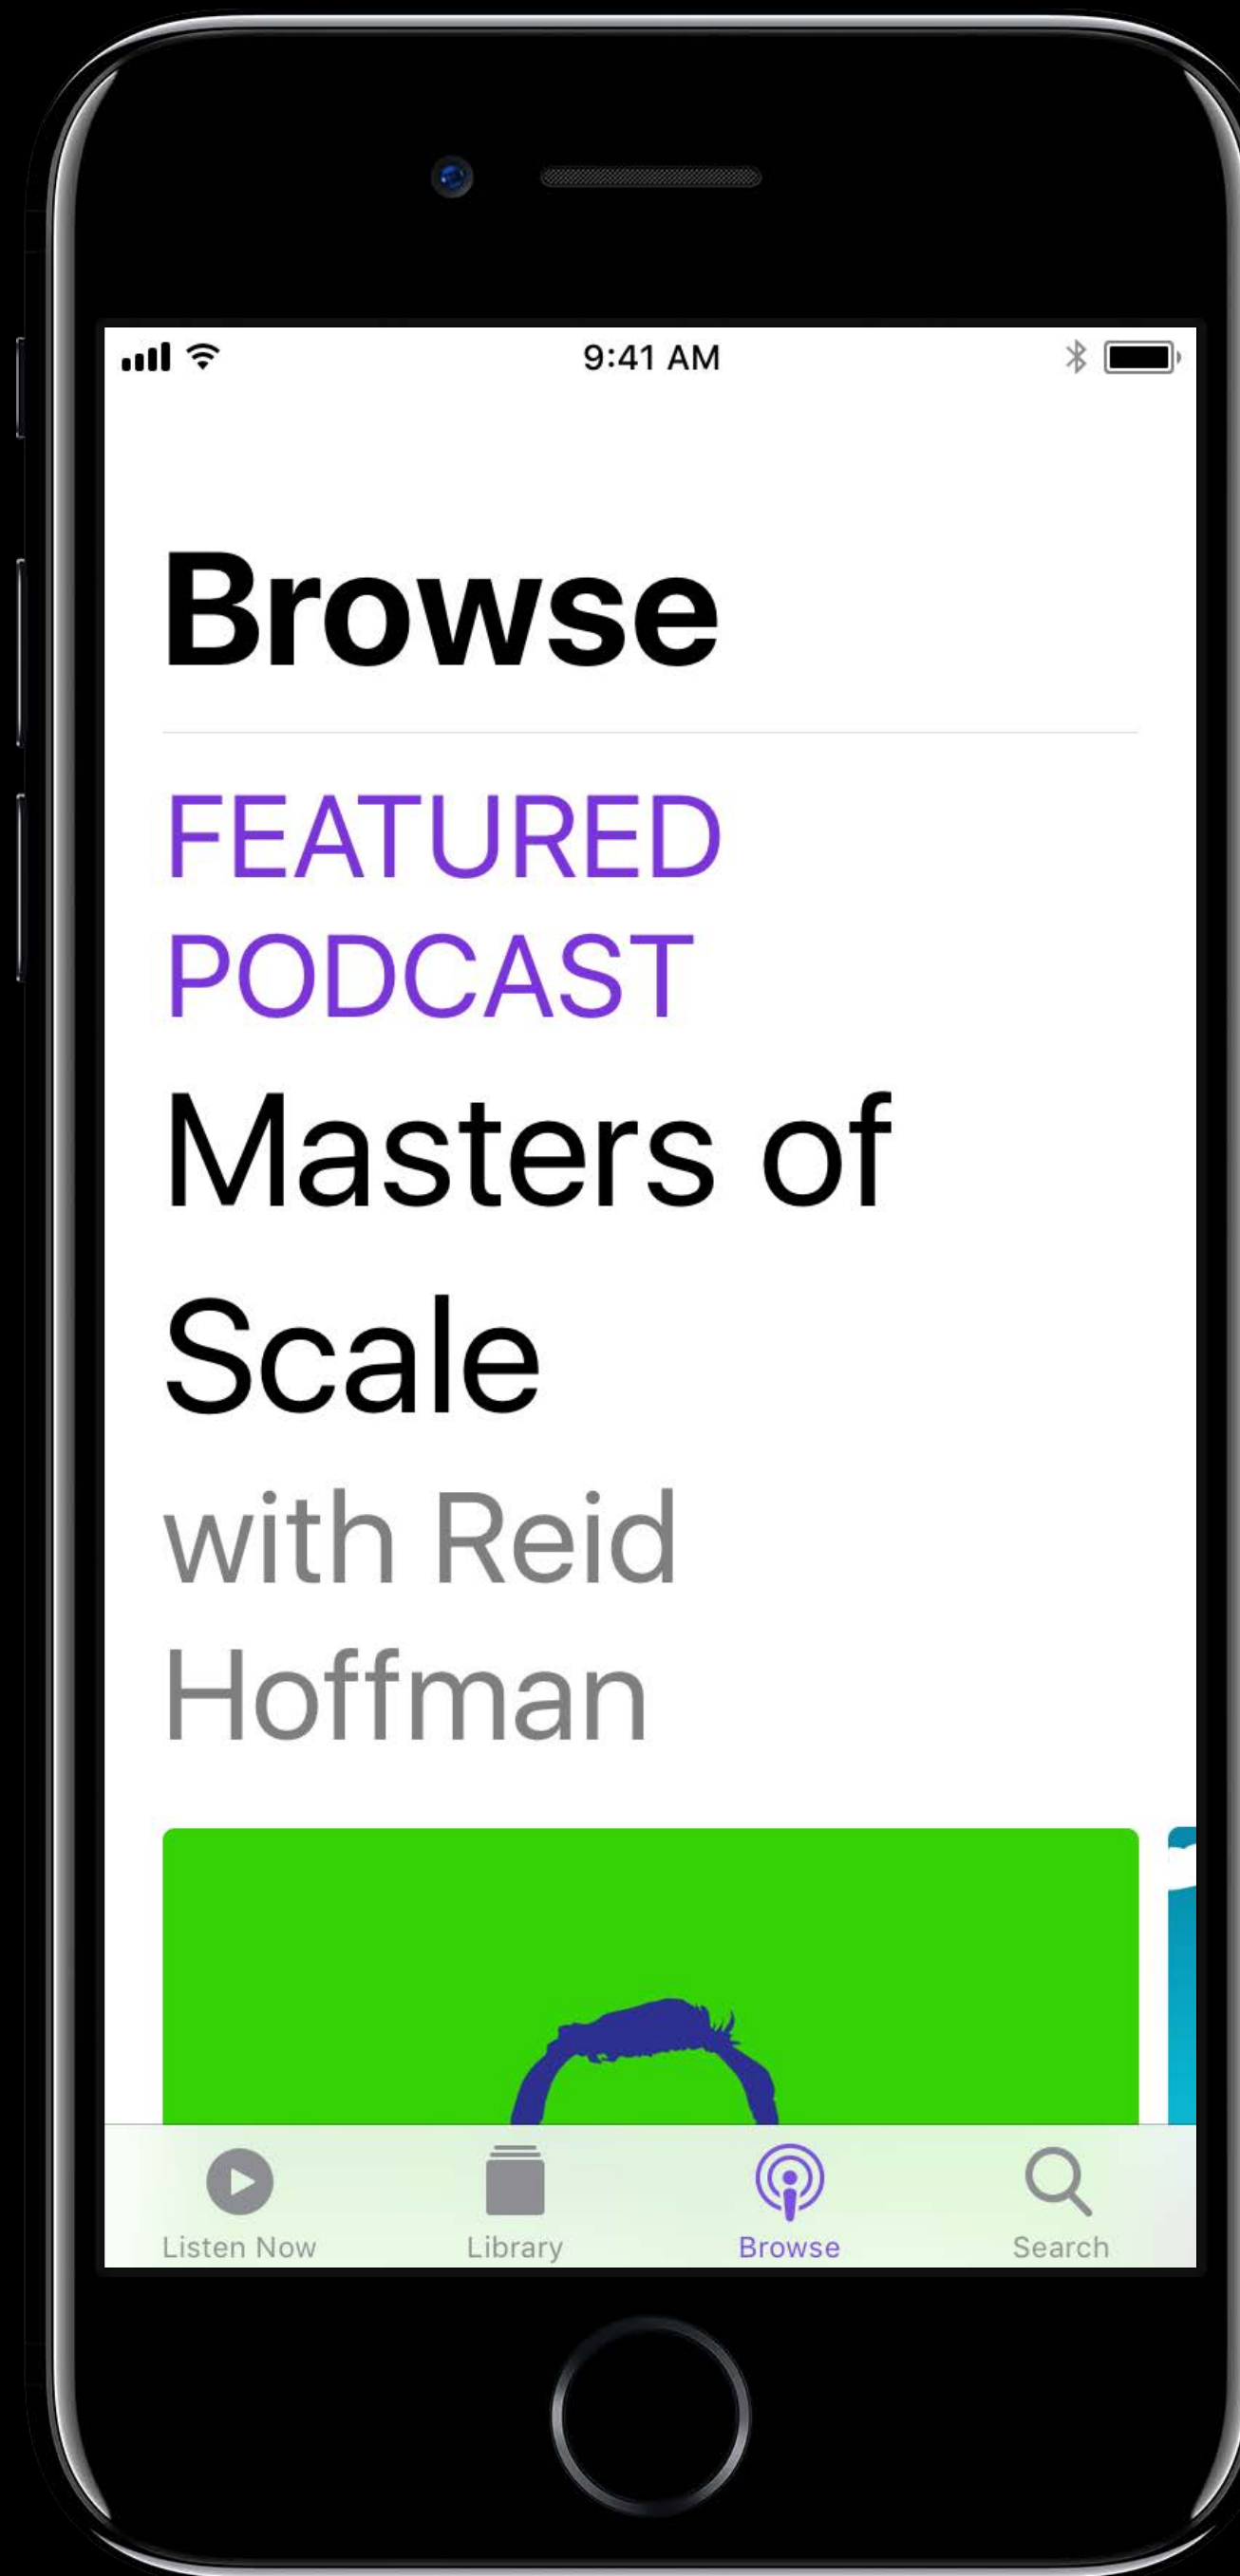 9:41 AM
Browse
FEATURED
PODCAST
Masters of
Scale
with Reid
Hoffman
Listen Now Library Browse Search